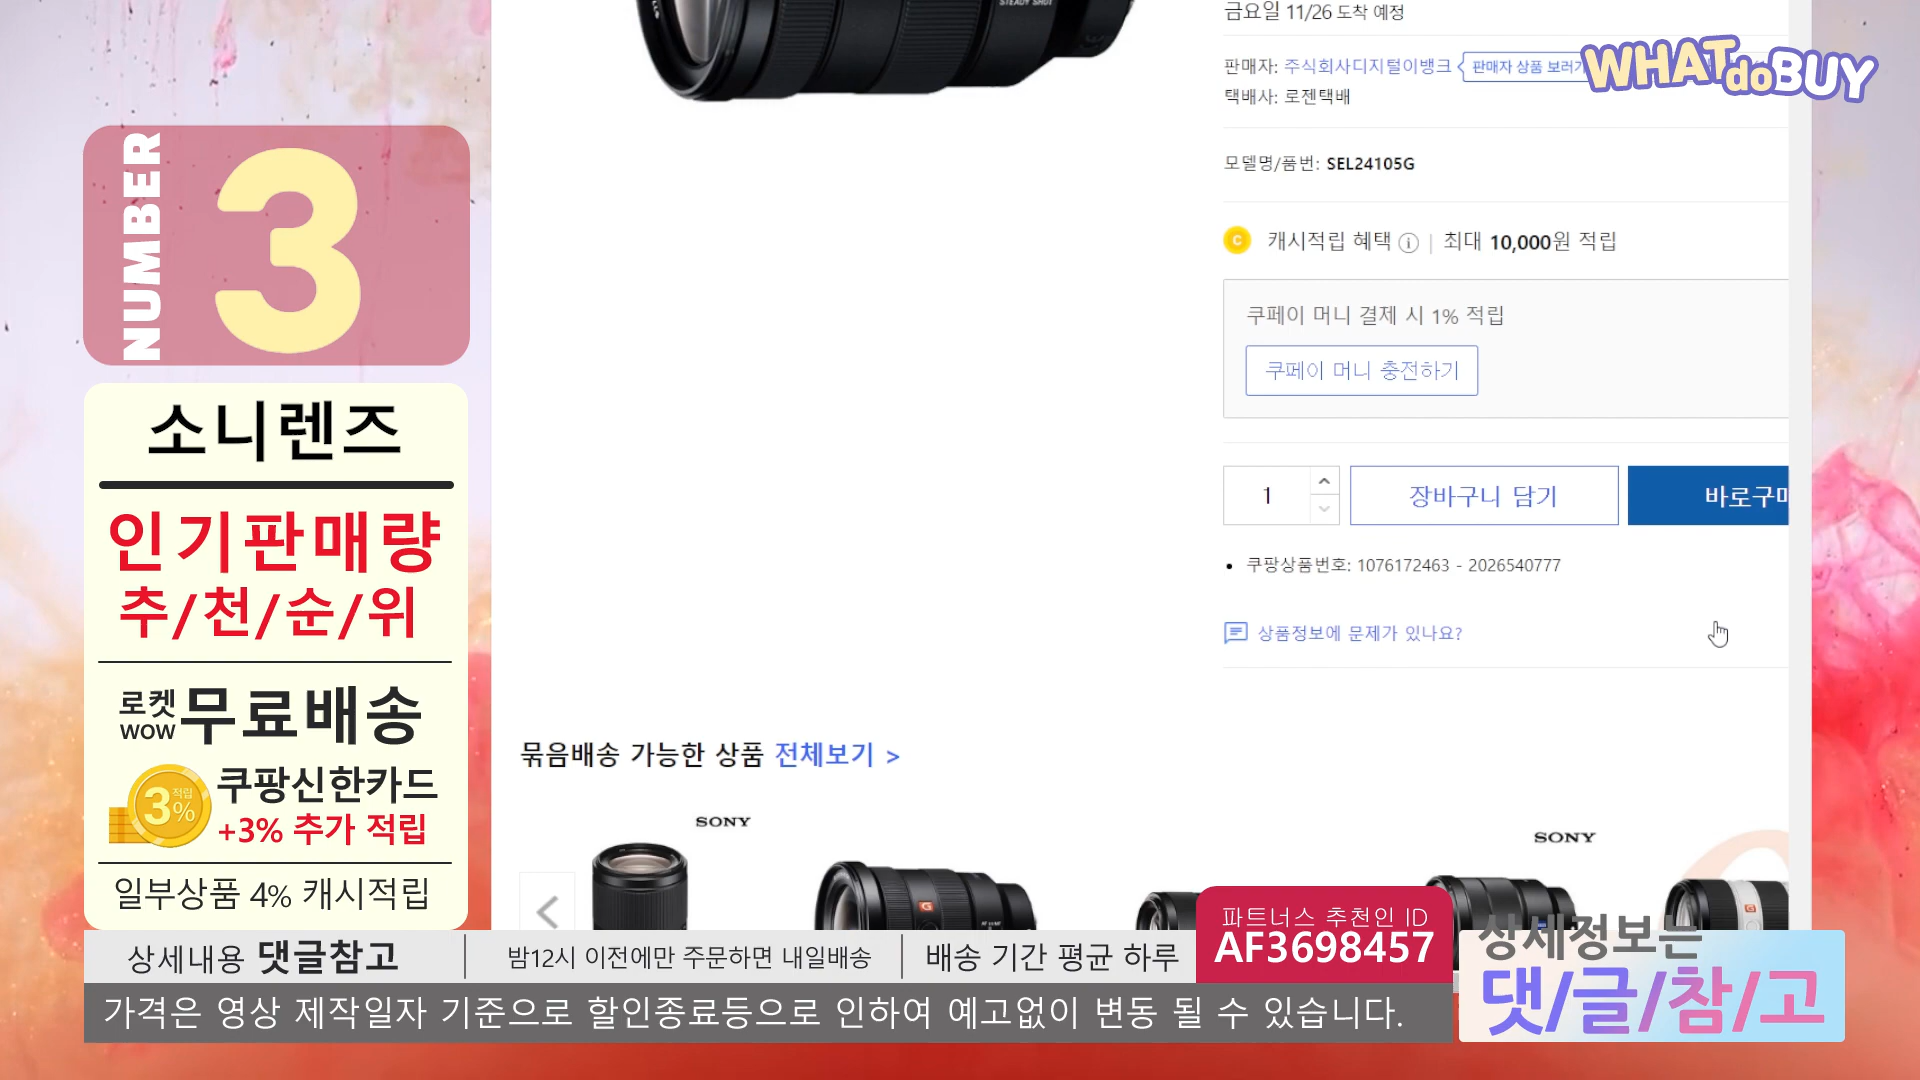 STEADY SHOT
금요일 11/26 도착 예정
판매자: 주식회사디지털이뱅크 판매자 상품 보러가
WHAT do BUY
택배사: 로젠택배
NUMBER 3
모델명/품번: SEL24105G
C 캐시적립 혜택 | 최대 10,000원 적립
쿠페이 머니 결제 시 1% 적립
쿠페이 머니 충전하기
소니렌즈
1 장바구니 담기 바로구매
인기판매량
추/천/순/위
쿠팡상품번호: 1076172463 - 2026540777
상품정보에 문제가 있나요?
로켓 WOW 무료배송
묶음배송 가능한 상품 전체보기 >
3% 적립 쿠팡신한카드
+3% 추가 적립
SONY
SONY
일부상품 4% 캐시적립
G
G
상세내용 댓글참고 | 밤12시 이전에만 주문하면 내일배송 | 배송 기간 평균 하루
파트너스 추천인 ID
AF3698457
상세정보는
댓/글/참/고
가격은 영상 제작일자 기준으로 할인종료등으로 인하여 예고없이 변동 될 수 있습니다.